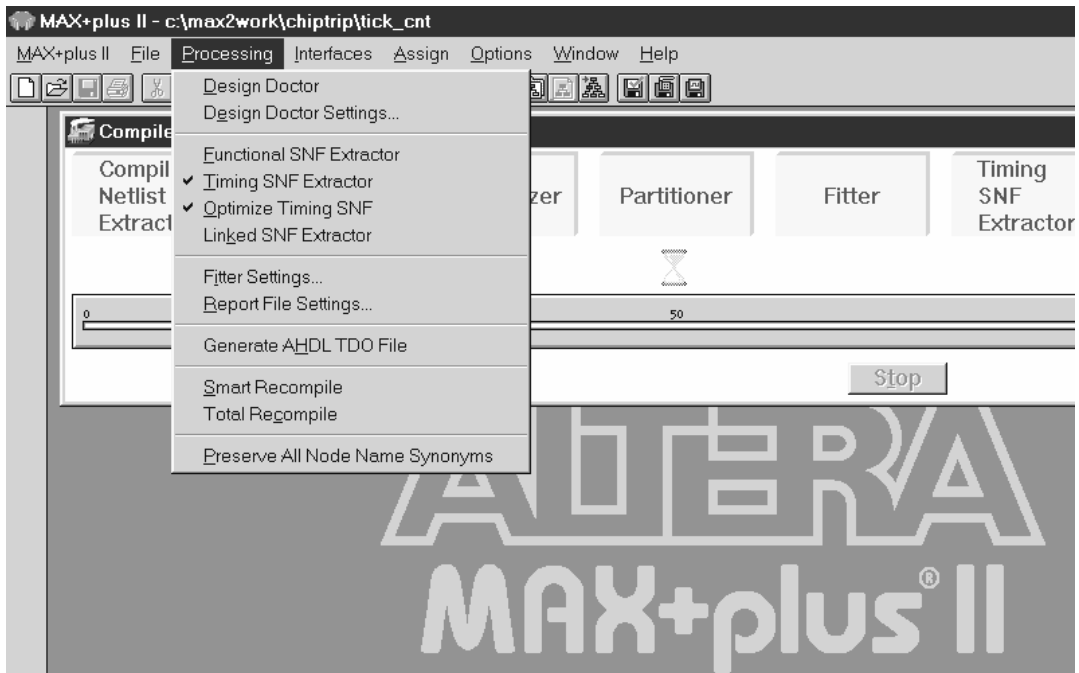 MAX+plus II - c:\max2work\chiptrip\tick_cnt
MAX+plus II File Processing Interfaces Assign Options Window Help
Design Doctor
Design Doctor Settings...
Functional SNF Extractor
Timing SNF Extractor
Optimize Timing SNF
Linked SNF Extractor
Fitter Settings...
Report File Settings...
Generate AHDL TDO File
Smart Recompile
Total Recompile
Preserve All Node Name Synonyms
Compile
Compil
Netlist
Extract
zer
Partitioner
Fitter
Timing
SNF
Extractor
0
50
Stop
ALTERA
MAX+plus® II